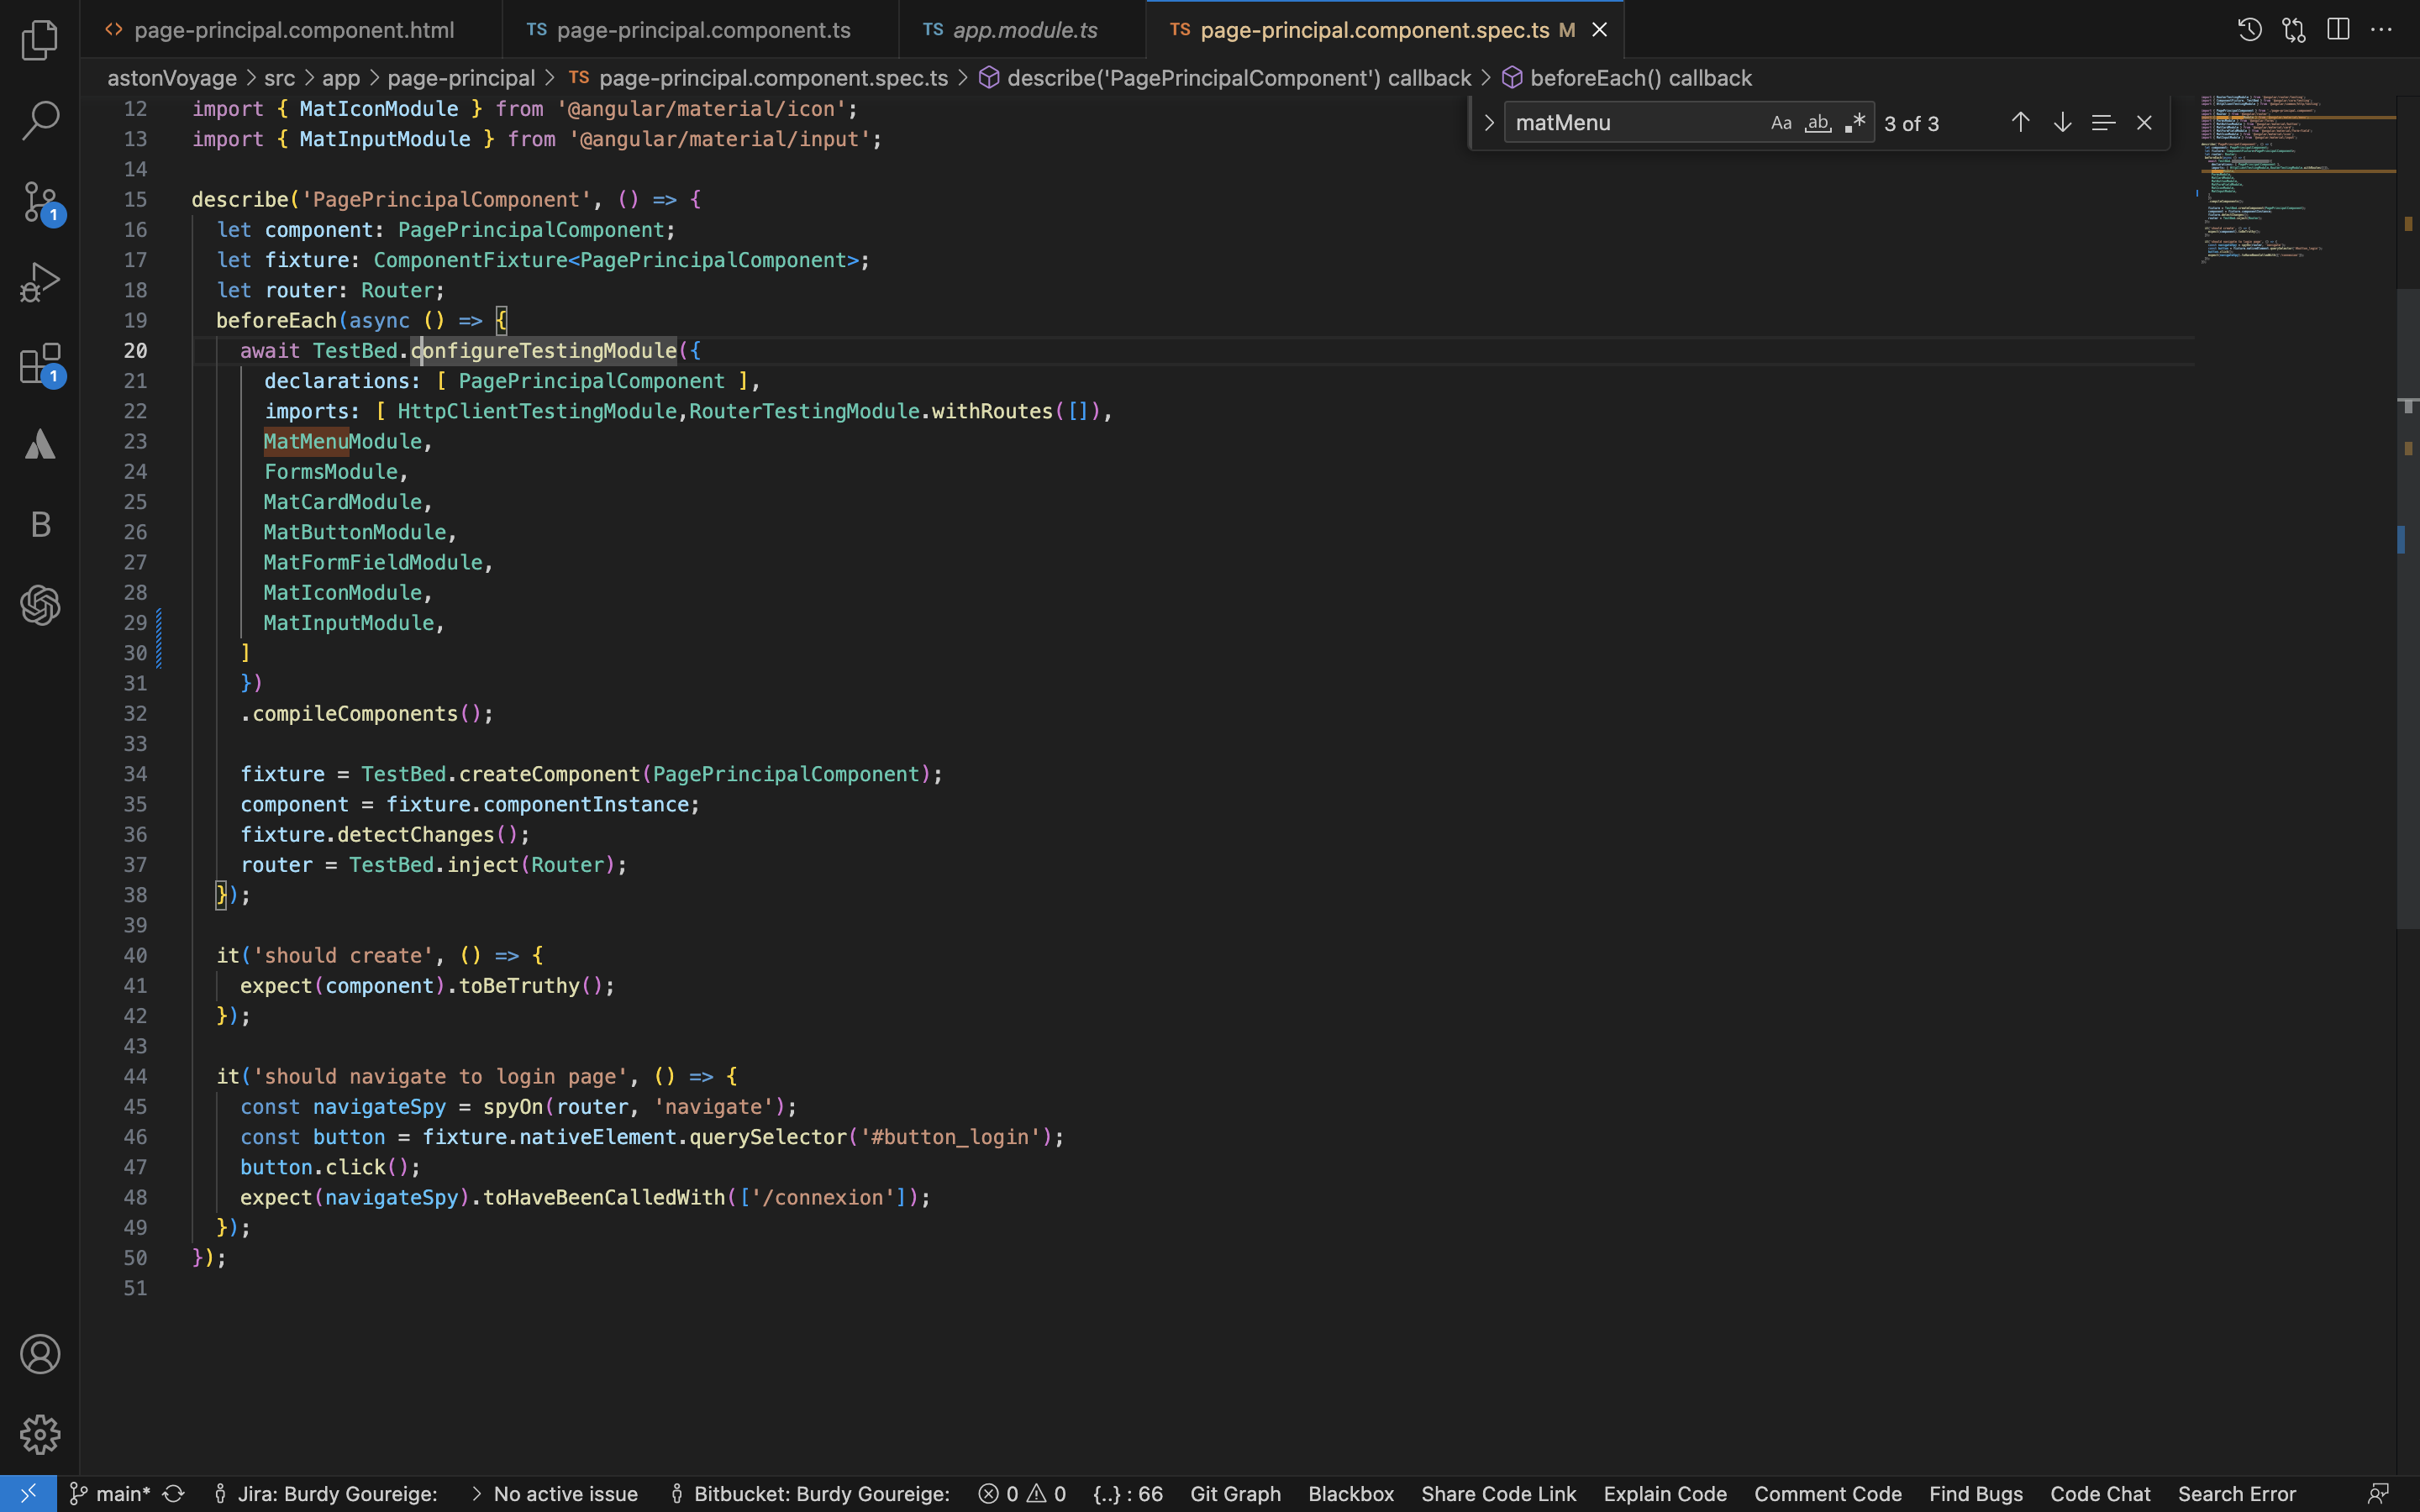 page-principal.component.html
TS page-principal.component.ts
TS app.module.ts
TS page-principal.component.spec.ts M
astonVoyage > src > app > page-principal > TS page-principal.component.spec.ts > describe('PagePrincipalComponent') callback > beforeEach() callback
matMenu Aa ab .* 3 of 3
12 import { MatIconModule } from '@angular/material/icon';
13 import { MatInputModule } from '@angular/material/input';
14
15 describe('PagePrincipalComponent', () => {
16 let component: PagePrincipalComponent;
17 let fixture: ComponentFixture<PagePrincipalComponent>;
18 let router: Router;
19 beforeEach(async () => {
20 await TestBed.configureTestingModule({
21 declarations: [ PagePrincipalComponent ],
22 imports: [ HttpClientTestingModule,RouterTestingModule.withRoutes([]),
23 MatMenuModule,
24 FormsModule,
25 MatCardModule,
26 MatButtonModule,
27 MatFormFieldModule,
28 MatIconModule,
29 MatInputModule,
30 ]
31 })
32 .compileComponents();
33
34 fixture = TestBed.createComponent(PagePrincipalComponent);
35 component = fixture.componentInstance;
36 fixture.detectChanges();
37 router = TestBed.inject(Router);
38 });
39
40 it('should create', () => {
41 expect(component).toBeTruthy();
42 });
43
44 it('should navigate to login page', () => {
45 const navigateSpy = spyOn(router, 'navigate');
46 const button = fixture.nativeElement.querySelector('#button_login');
47 button.click();
48 expect(navigateSpy).toHaveBeenCalledWith(['/connexion']);
49 });
50 });
51
1
1
B
main* Jira: Burdy Goureige: > No active issue Bitbucket: Burdy Goureige: 0 0 {..} : 66 Git Graph Blackbox Share Code Link Explain Code Comment Code Find Bugs Code Chat Search Error